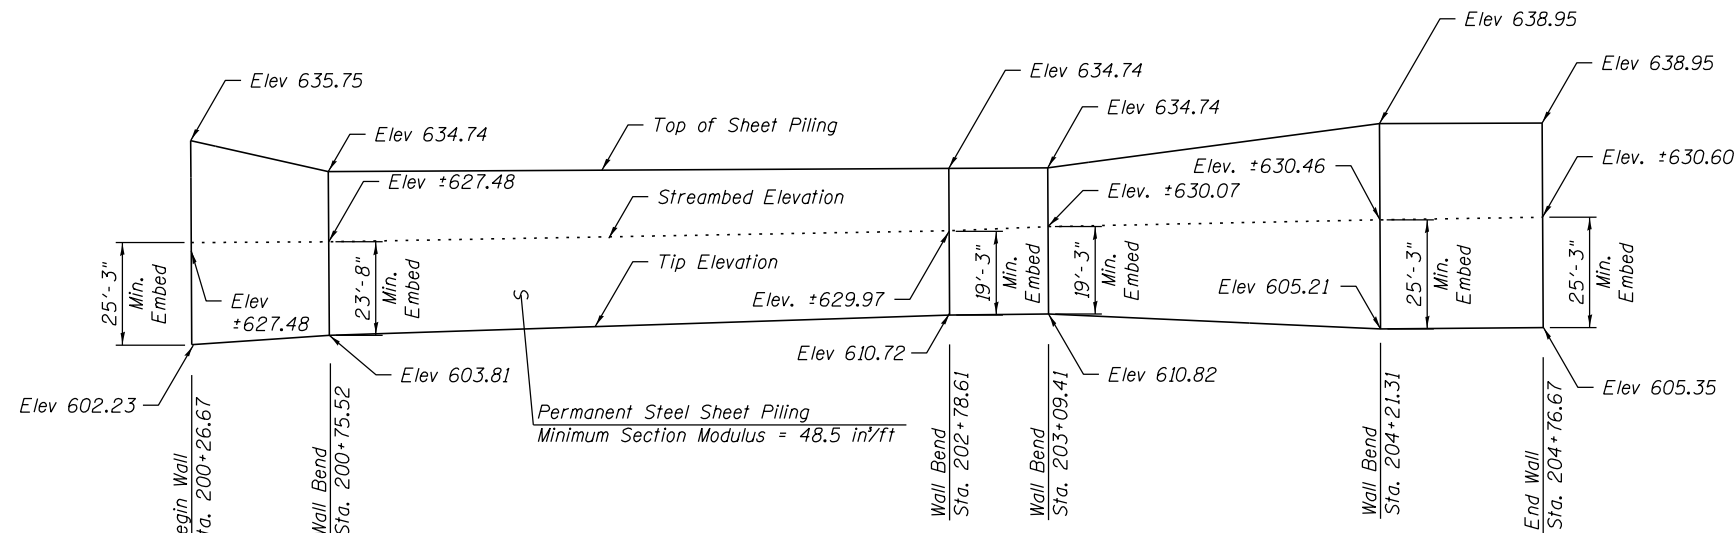 Elev 638.95
Elev 635.75
Elev 634.74
Elev 638.95
Elev 634.74
Top of Sheet Piling
Elev 634.74
Elev. ±630.46
Elev. ±630.60
Elev ±627.48
Elev. ±630.07
Streambed Elevation
25'-3"
Min.
Embed
Elev
±627.48
23'-8"
Min.
Embed
Tip Elevation
S
Elev. ±629.97
19'-3"
Min.
Embed
19'-3"
Min.
Embed
Elev 605.21
25'-3"
Min.
Embed
25'-3"
Min.
Embed
Elev 610.72
Elev 603.81
Elev 610.82
Elev 605.35
Elev 602.23
Permanent Steel Sheet Piling
Minimum Section Modulus = 48.5 in³/ft
egin Wall
ta. 200+26.67
Wall Bend
Sta. 200+75.52
Wall Bend
Sta. 202+78.61
Wall Bend
Sta. 203+09.41
Wall Bend
Sta. 204+21.31
End Wall
Sta. 204+76.67